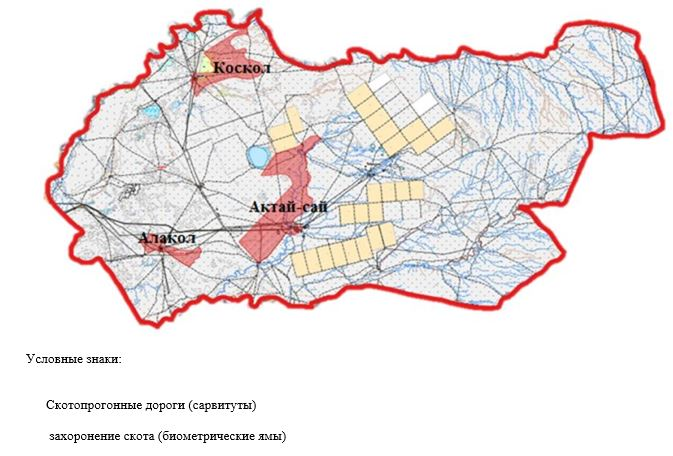 Коскол
Актай-сай
Алакол
Условные знаки:
Скотопрогонные дороги (сарвитуты)
захоронение скота (биометрические ямы)